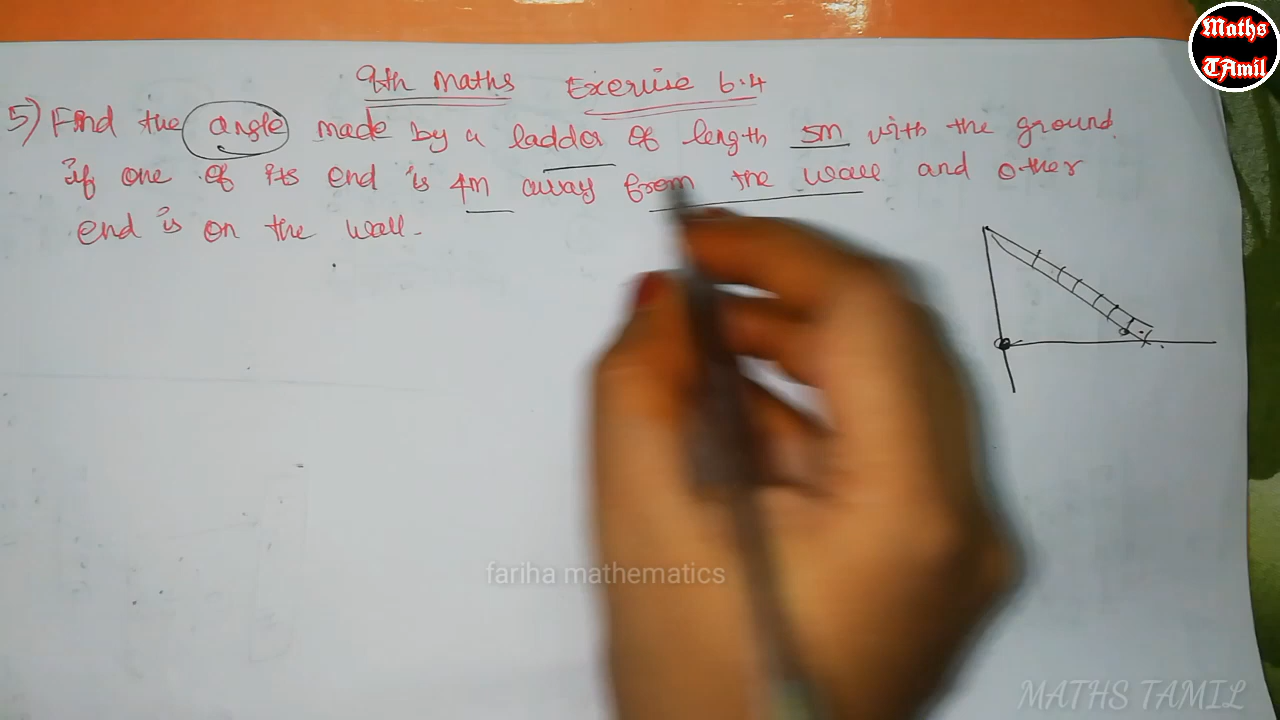 Maths
TAmil
9th Maths Exercise 6.4
5) Find the angle made by a ladder of length 5m with the ground
if one of its end is 4m away from the wall and other
end is on the wall.
fariha mathematics
MATHS TAMIL